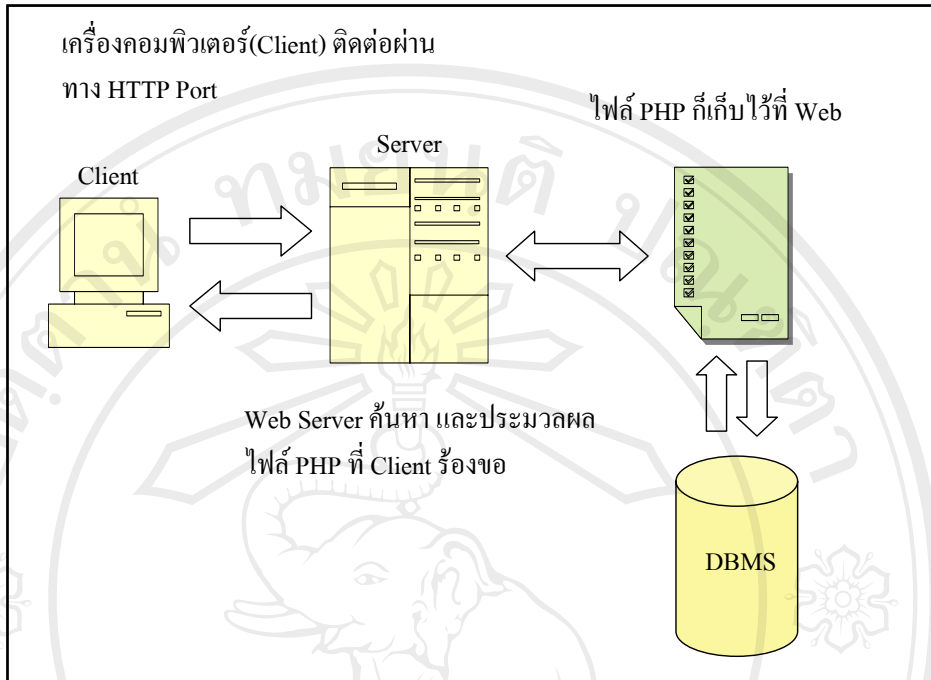 เครื่องคอมพิวเตอร์(Client) ติดต่อผ่าน
ทาง HTTP Port
ไฟล์ PHP ก็เก็บไว้ที่ Web
Server
Client
Web Server ค้นหา และประมวลผล
ไฟล์ PHP ที่ Client ร้องขอ
DBMS